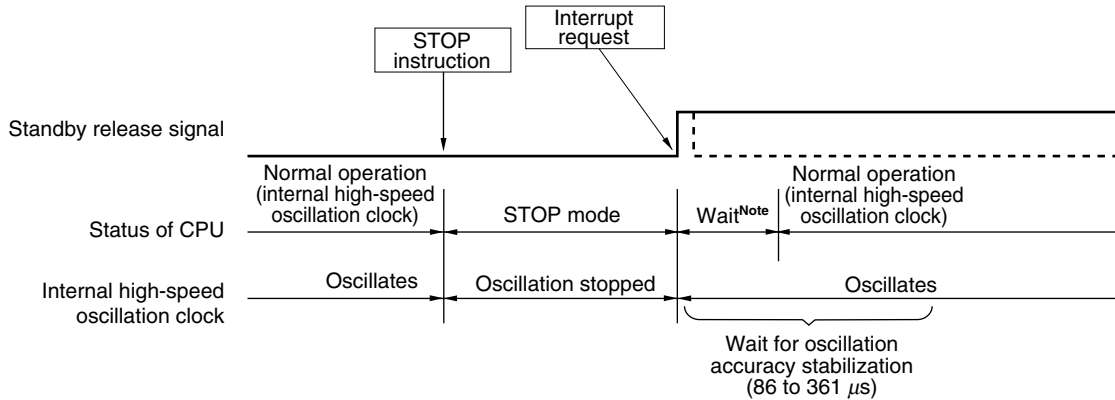 Interrupt
request
STOP
instruction
Standby release signal
Normal operation
(internal high-speed
oscillation clock)
Normal operation
(internal high-speed
oscillation clock)
Status of CPU
STOP mode
Wait^Note
Internal high-speed
oscillation clock
Oscillates
Oscillation stopped
Oscillates
Wait for oscillation
accuracy stabilization
(86 to 361 μs)